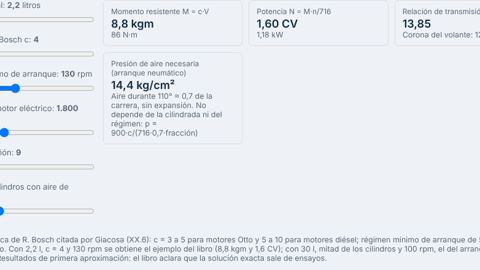 l: 2,2 litros
Bosch c: 4
mo de arranque: 130 rpm
motor eléctrico: 1.800
ón: 9
lindros con aire de
Momento resistente M = c·V
8,8 kgm
86 N·m
Potencia N = M·n/716
1,60 CV
1,18 kW
Relación de transmisió
13,85
Corona del volante: 12
Presión de aire necesaria
(arranque neumático)
14,4 kg/cm²
Aire durante 110° ≈ 0,7 de la
carrera, sin expansión. No
depende de la cilindrada ni del
régimen: p =
900·c/(716·0,7·fracción)
ca de R. Bosch citada por Giacosa (XX.6): c = 3 a 5 para motores Otto y 5 a 10 para motores diésel; régimen mínimo de arranque de
o. Con 2,2 l, c = 4 y 130 rpm se obtiene el ejemplo del libro (8,8 kgm y 1,6 CV); con 30 l, mitad de los cilindros y 100 rpm, el del arran
Resultados de primera aproximación: el libro aclara que la solución exacta sale de ensayos.